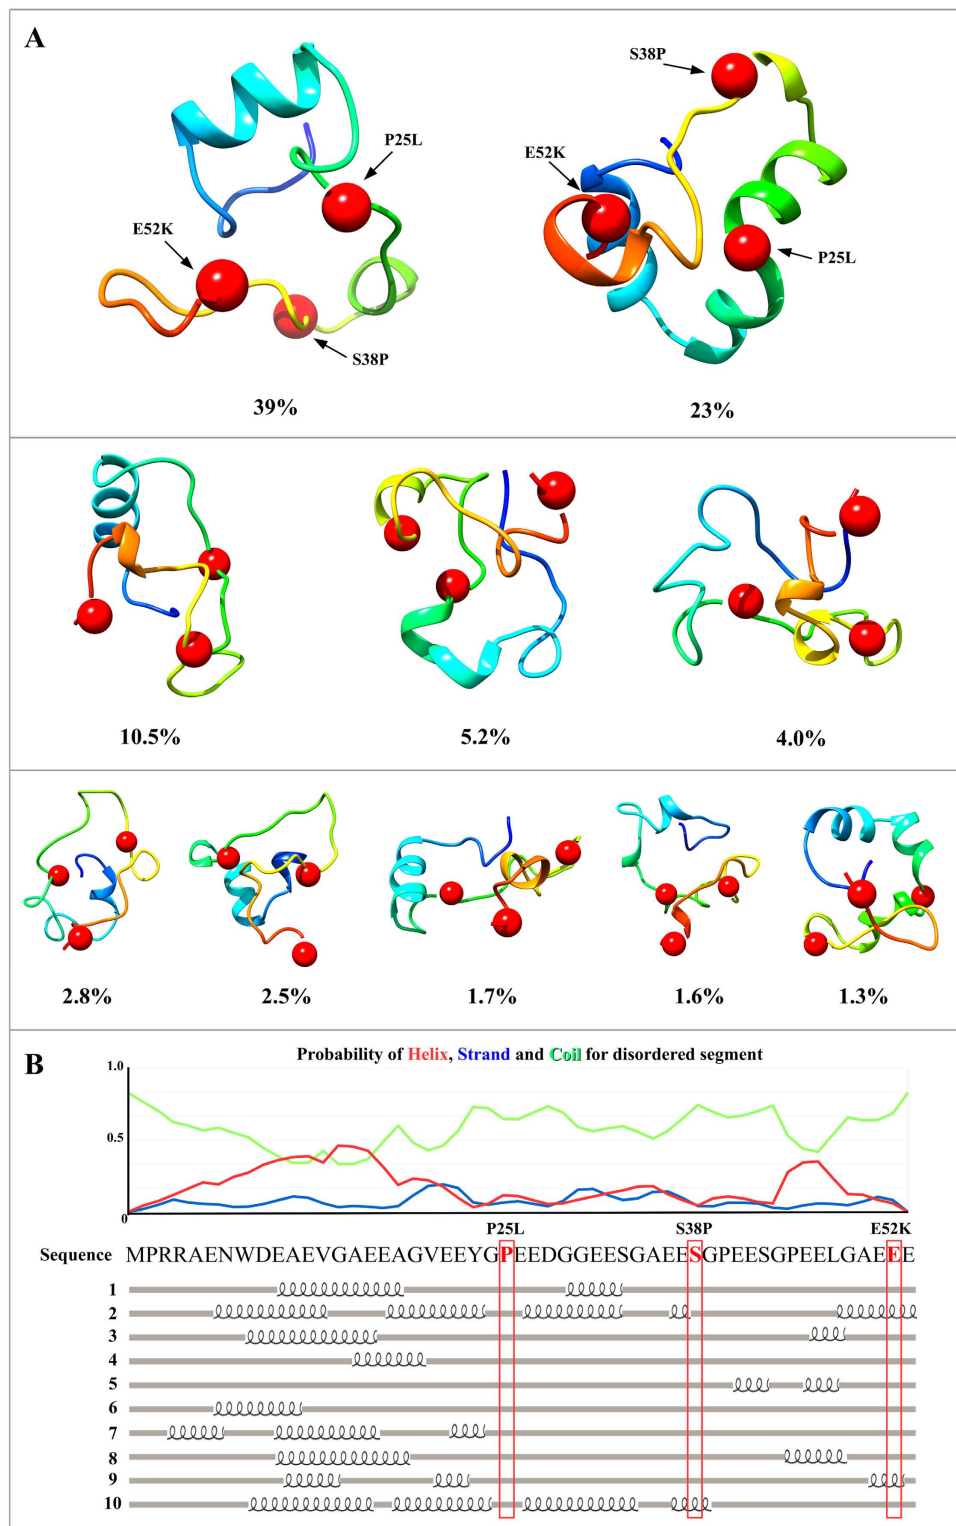 A
S38P
P25L
E52K
E52K
P25L
S38P
39%
23%
10.5%
5.2%
4.0%
2.8%
2.5%
1.7%
1.6%
1.3%
B
Probability of Helix, Strand and Coil for disordered segment
1.0
0.5
0
P25L S38P E52K
Sequence MPRRAENWDEAEVGAEEAGVEEYGPEEDGGEESGAEESGPEESGPEELGAEEEE
1
2
3
4
5
6
7
8
9
10